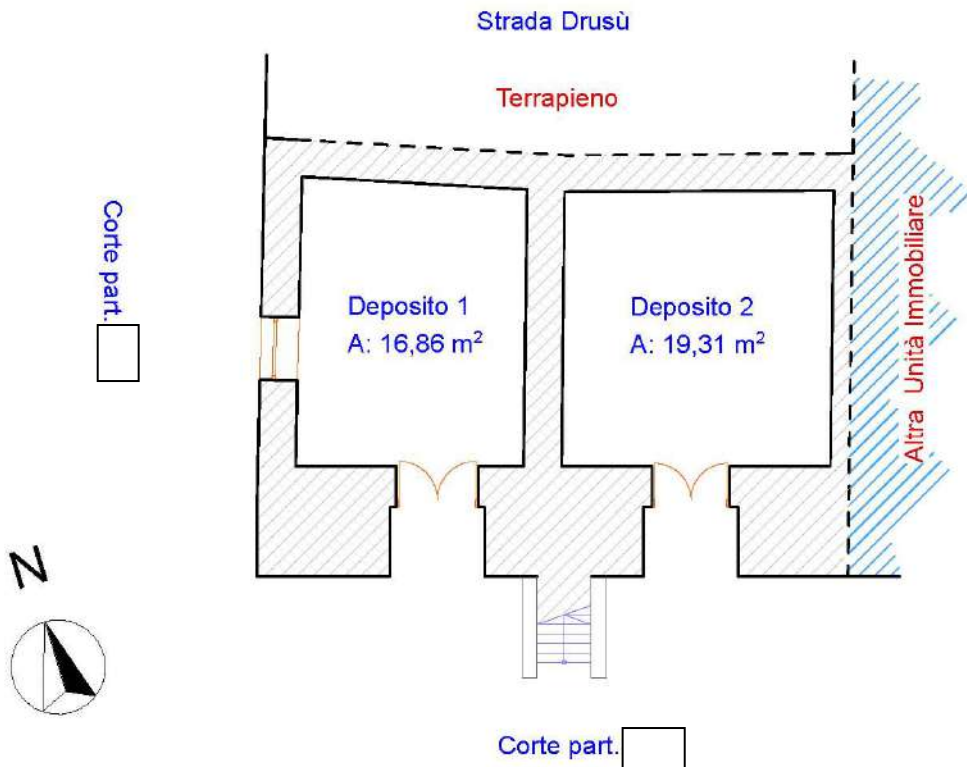 Strada Drusù
Terrapieno
Corte part.
Deposito 1
A: 16,86 m²
Deposito 2
A: 19,31 m²
Altra Unità Immobiliare
N
Corte part.